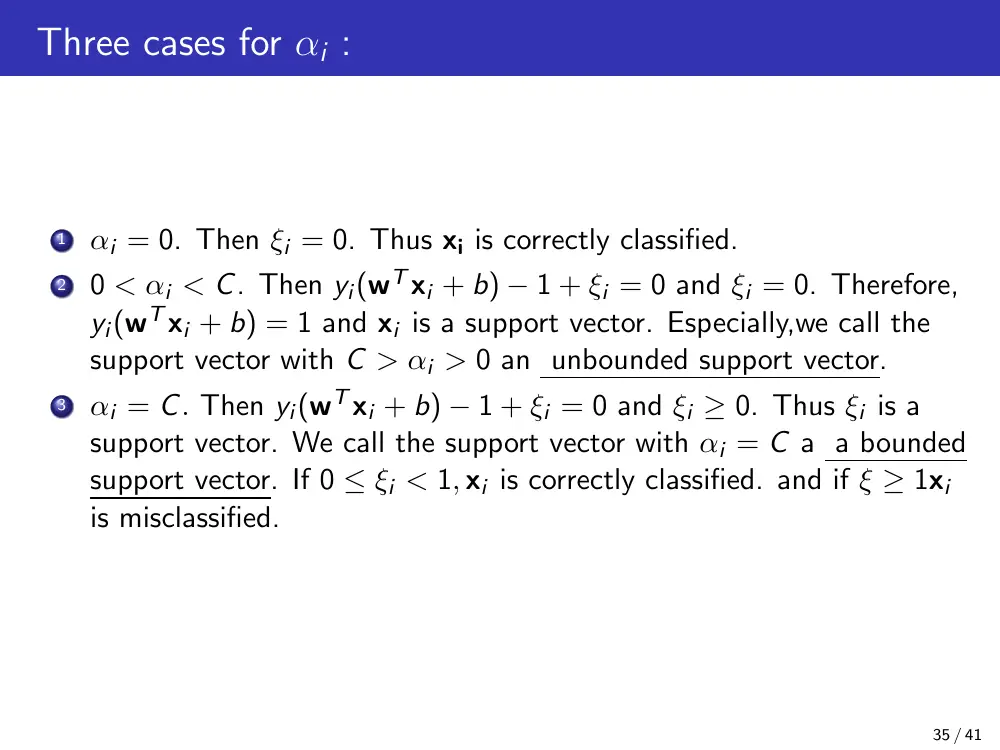 Three cases for αᵢ :
1 αᵢ = 0. Then ξᵢ = 0. Thus 𝐱ᵢ is correctly classified.
2 0 < αᵢ < C. Then yᵢ(𝐰ᵀ𝐱ᵢ + b) − 1 + ξᵢ = 0 and ξᵢ = 0. Therefore,
yᵢ(𝐰ᵀ𝐱ᵢ + b) = 1 and 𝐱ᵢ is a support vector. Especially,we call the
support vector with C > αᵢ > 0 an unbounded support vector.
3 αᵢ = C. Then yᵢ(𝐰ᵀ𝐱ᵢ + b) − 1 + ξᵢ = 0 and ξᵢ ≥ 0. Thus ξᵢ is a
support vector. We call the support vector with αᵢ = C a a bounded
support vector. If 0 ≤ ξᵢ < 1, 𝐱ᵢ is correctly classified. and if ξ ≥ 1𝐱ᵢ
is misclassified.
35 / 41